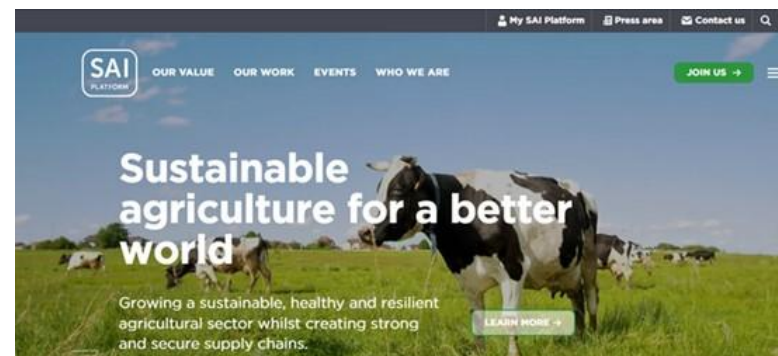 My SAI Platform Press area Contact us
SAI
PLATFORM
OUR VALUE OUR WORK EVENTS WHO WE ARE
JOIN US →
Sustainable
agriculture for a better
world
Growing a sustainable, healthy and resilient
agricultural sector whilst creating strong
and secure supply chains.
LEARN MORE →